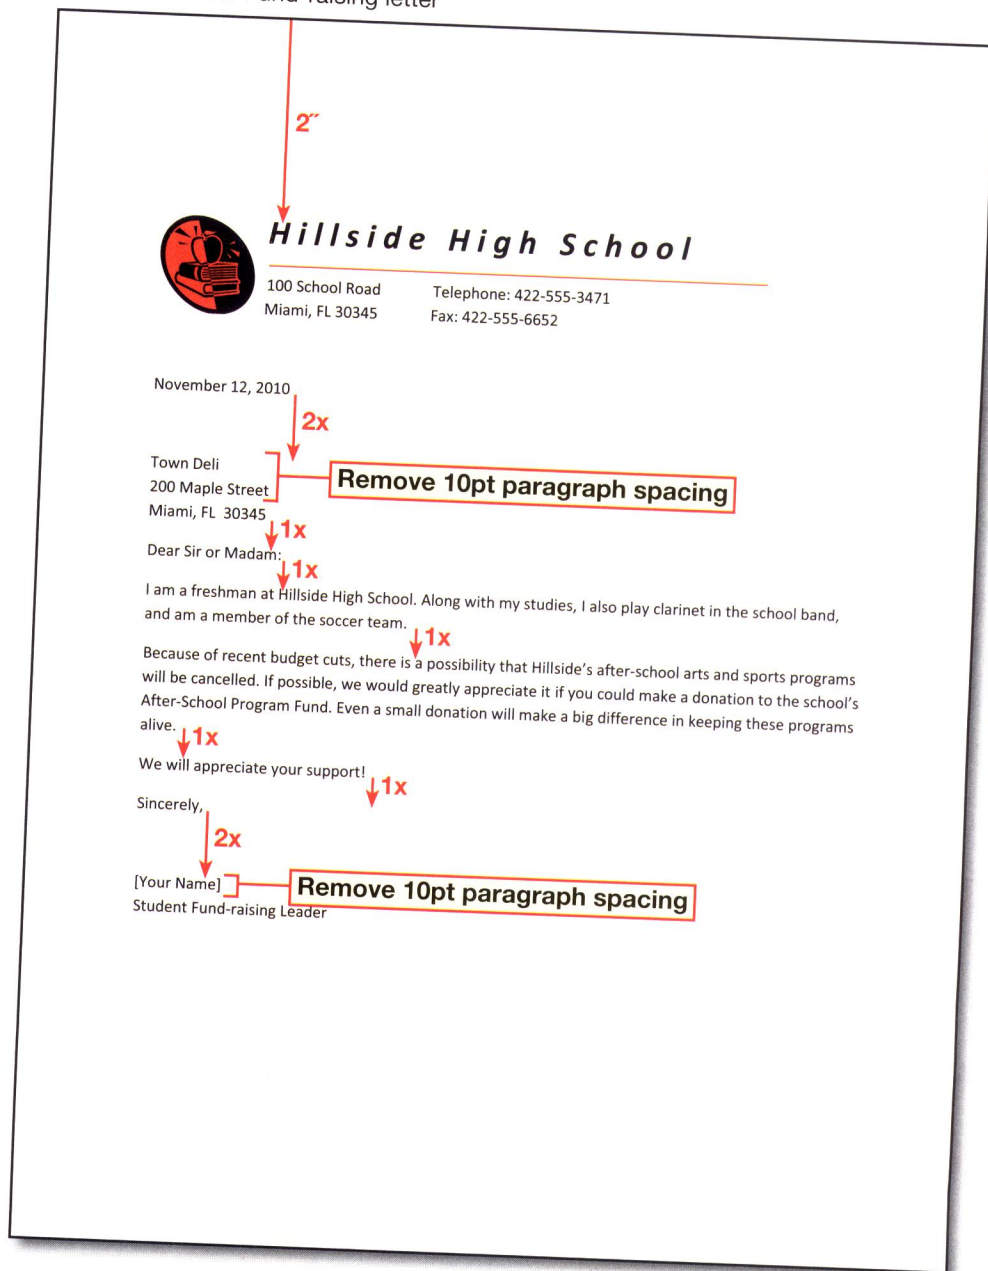 and-raising letter
2″
Hillside High School
100 School Road Telephone: 422-555-3471
Miami, FL 30345 Fax: 422-555-6652
November 12, 2010
2x
Town Deli
200 Maple Street
Remove 10pt paragraph spacing
Miami, FL  30345
1x
Dear Sir or Madam:
1x
I am a freshman at Hillside High School. Along with my studies, I also play clarinet in the school band,
and am a member of the soccer team.
1x
Because of recent budget cuts, there is a possibility that Hillside’s after-school arts and sports programs
will be cancelled. If possible, we would greatly appreciate it if you could make a donation to the school’s
After-School Program Fund. Even a small donation will make a big difference in keeping these programs
alive.
1x
We will appreciate your support!
1x
Sincerely,
2x
[Your Name]
Remove 10pt paragraph spacing
Student Fund-raising Leader